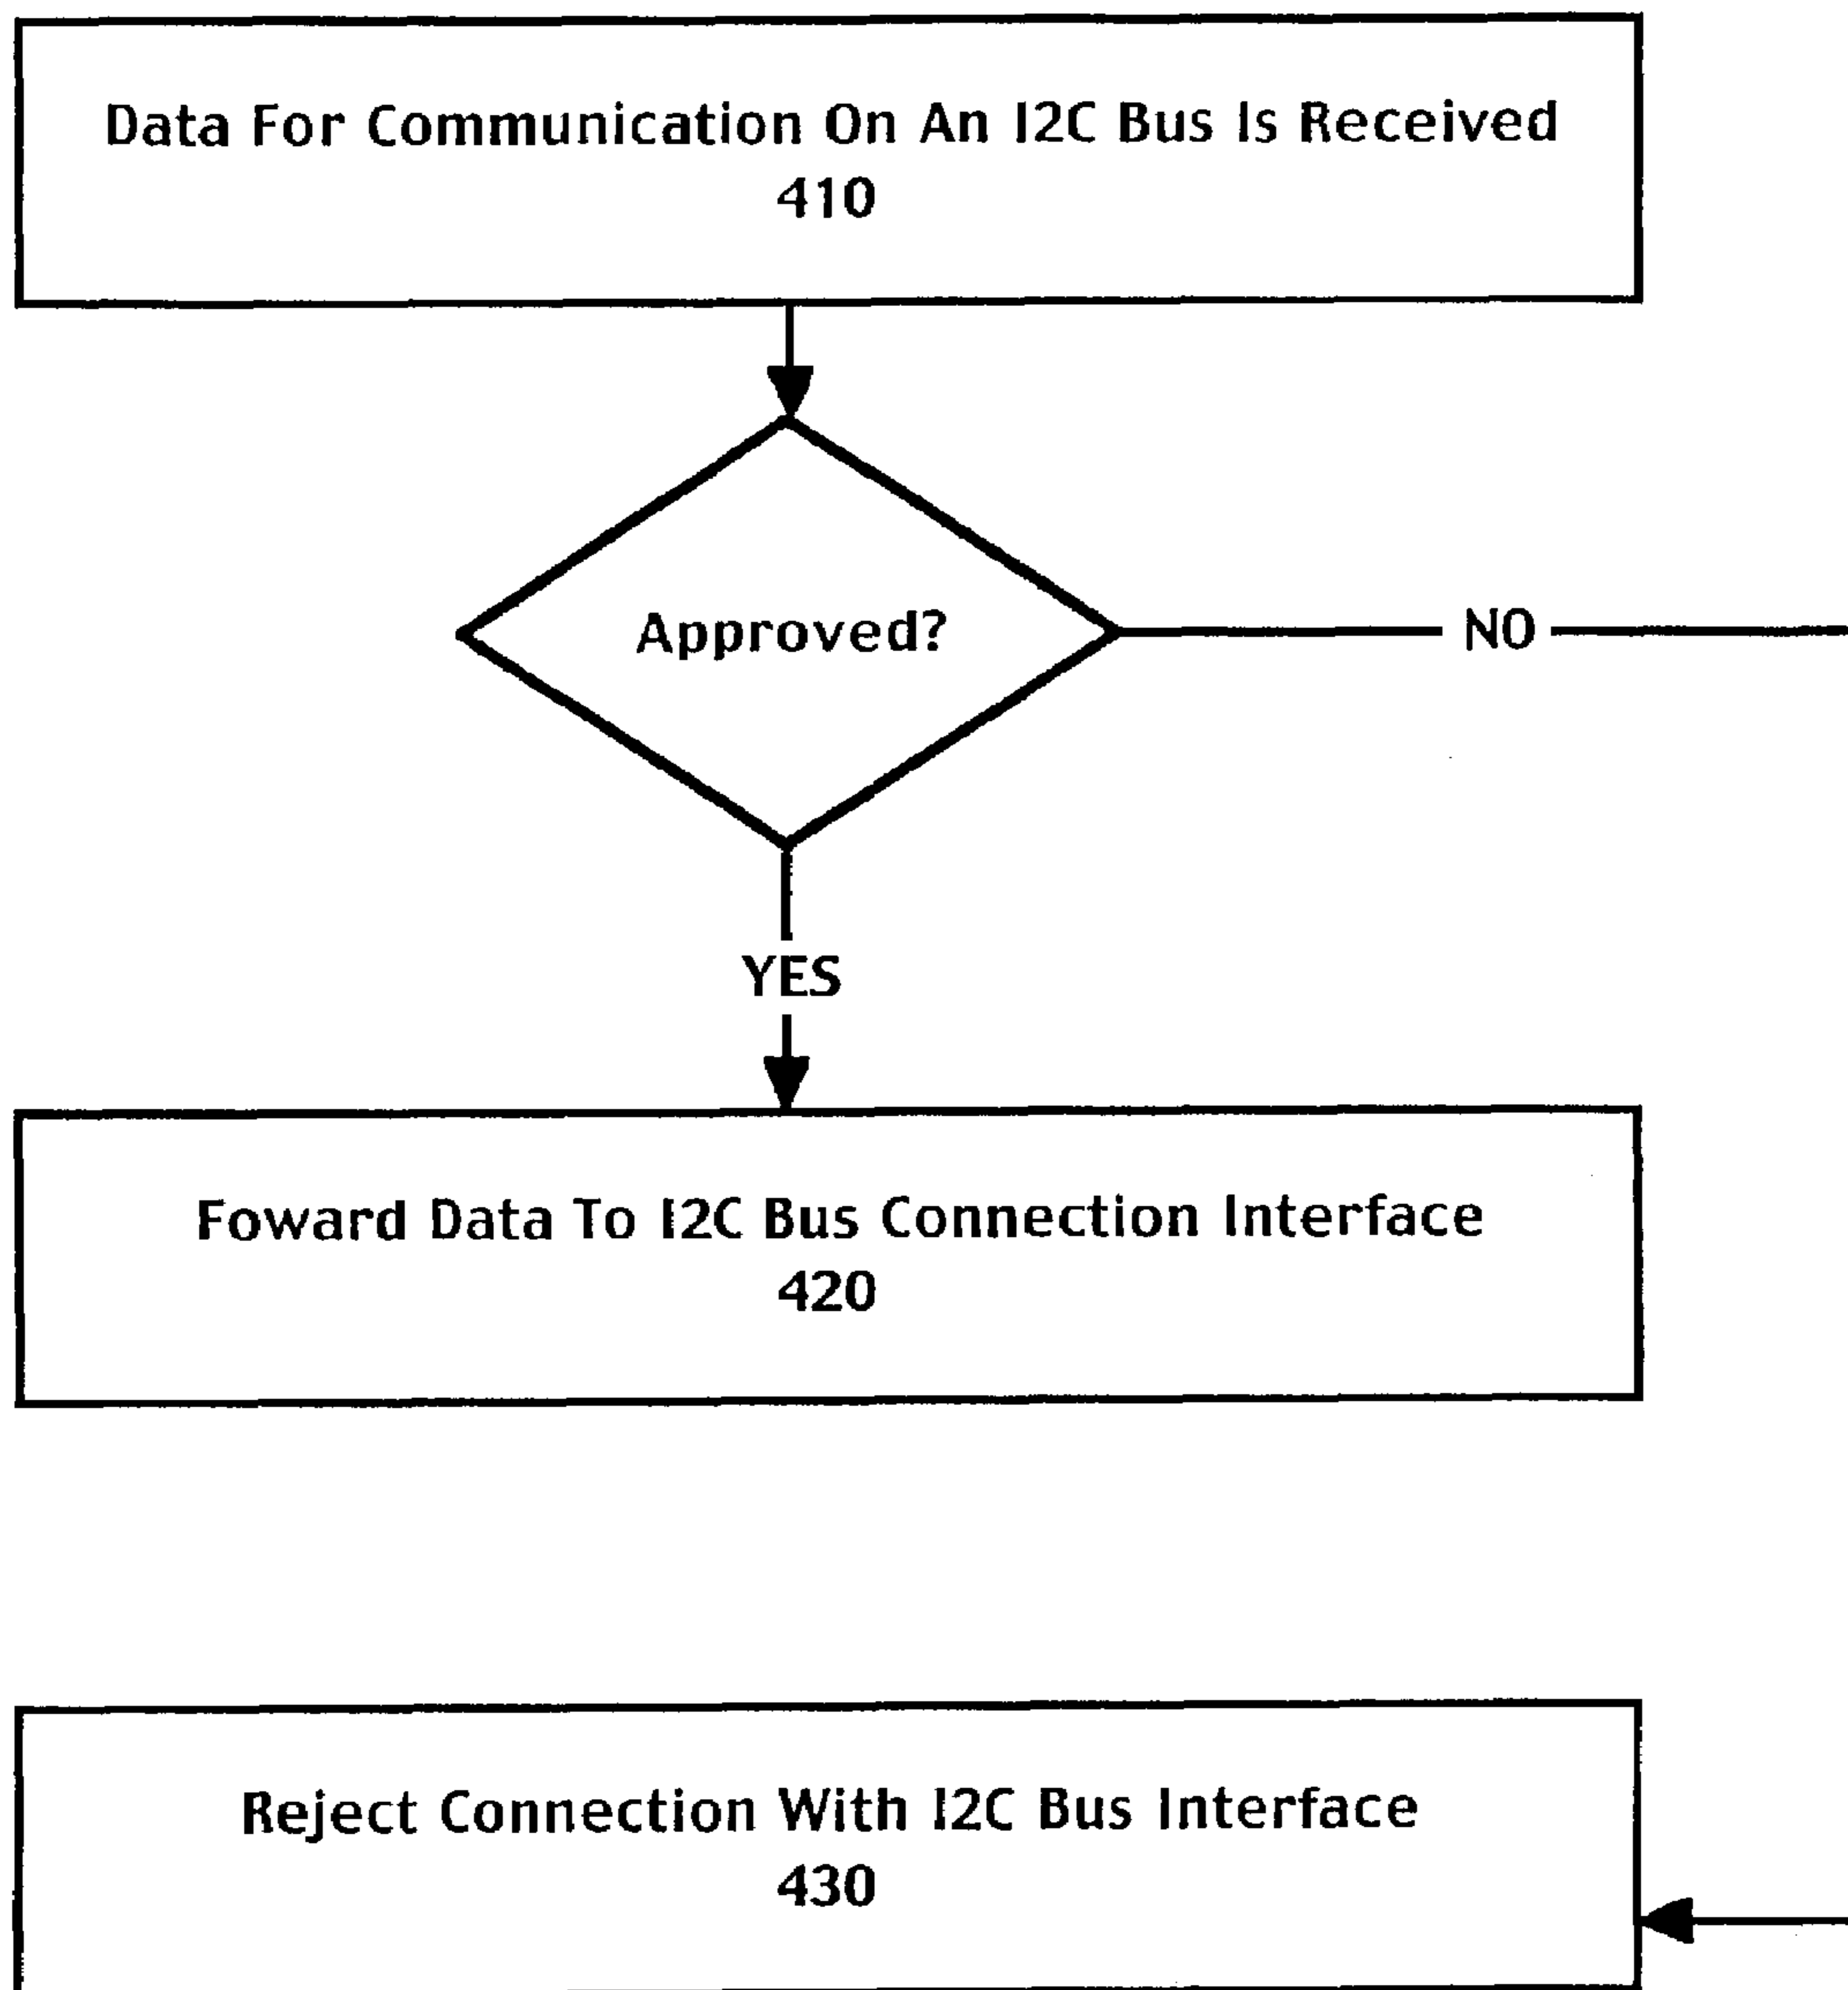 Data For Communication On An I2C Bus Is Received
410
Approved?
NO
YES
Foward Data To I2C Bus Connection Interface
420
Reject Connection With I2C Bus Interface
430